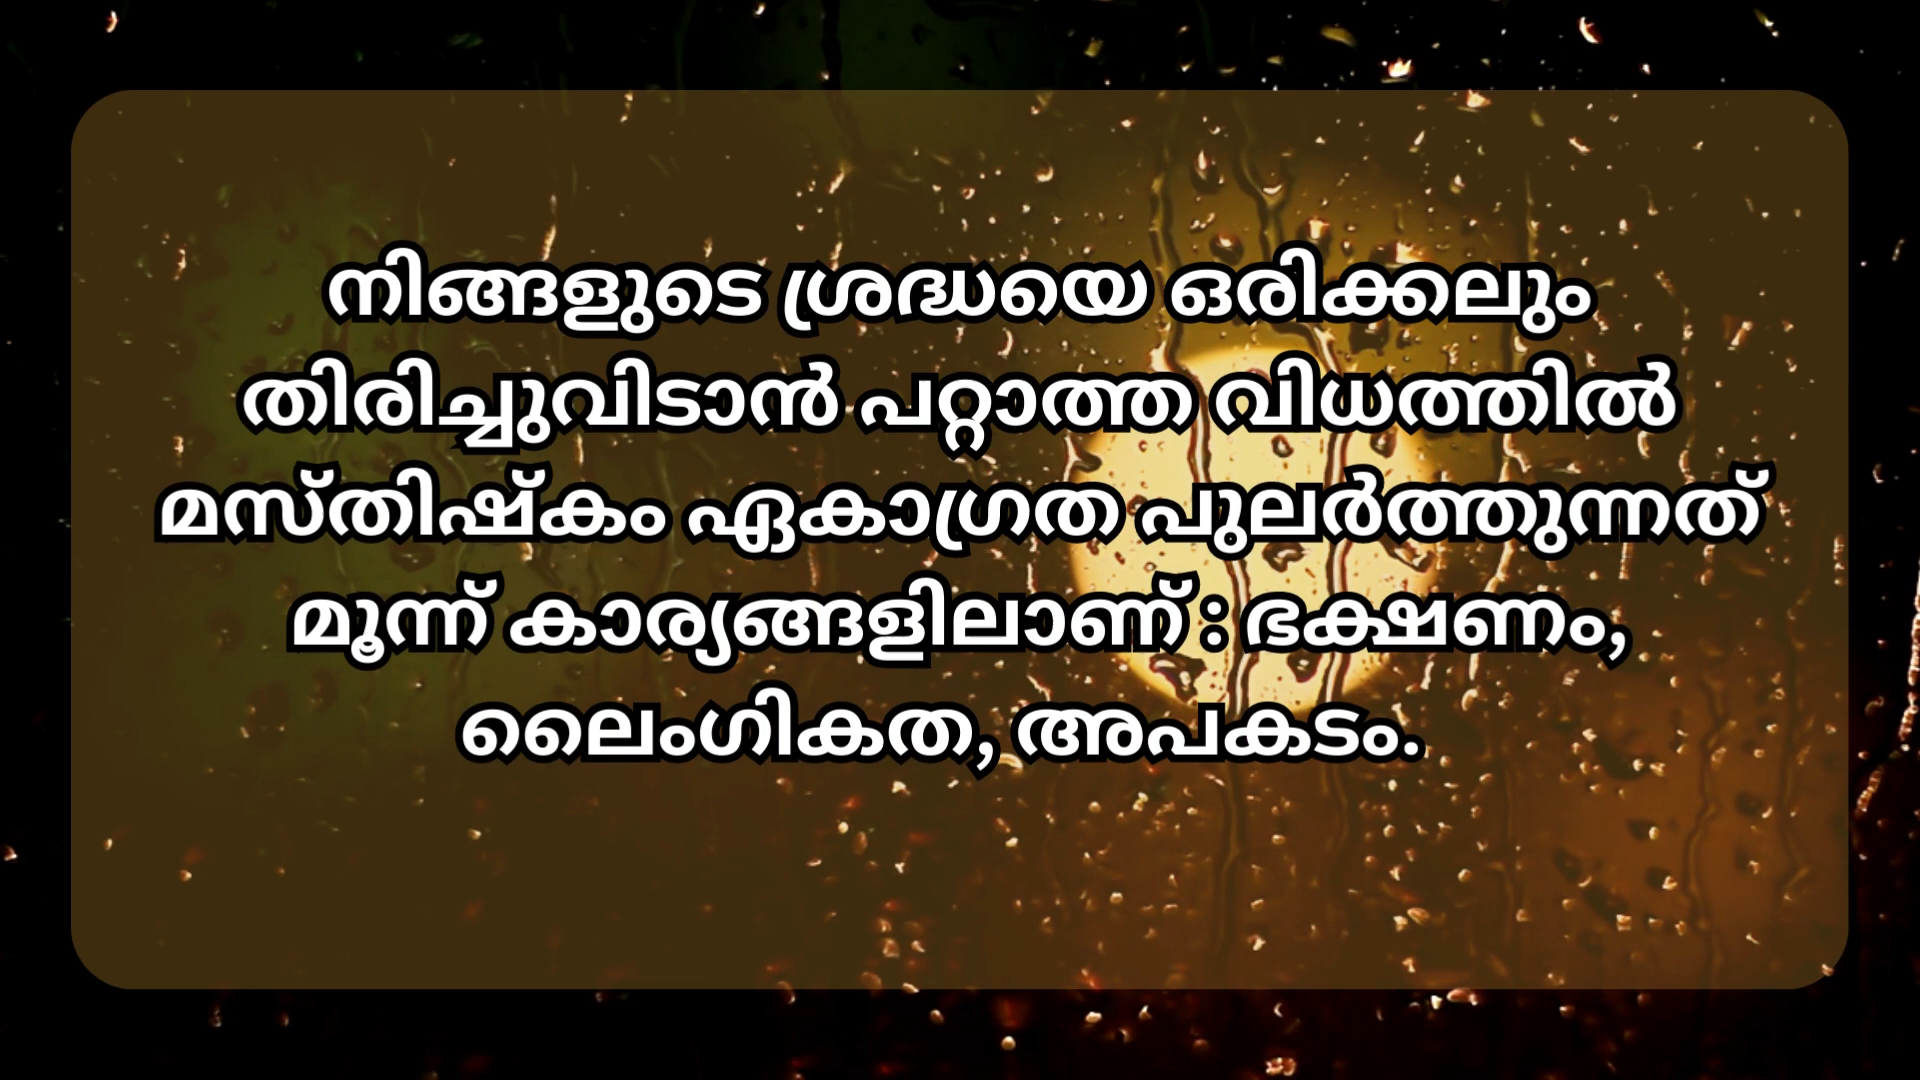 നിങ്ങളുടെ ശ്രദ്ധയെ ഒരിക്കലും
തിരിച്ചുവിടാൻ പറ്റാത്ത വിധത്തിൽ
മസ്തിഷ്കം ഏകാഗ്രത പുലർത്തുന്നത്
മൂന്ന് കാര്യങ്ങളിലാണ് : ഭക്ഷണം,
ലൈംഗികത, അപകടം.